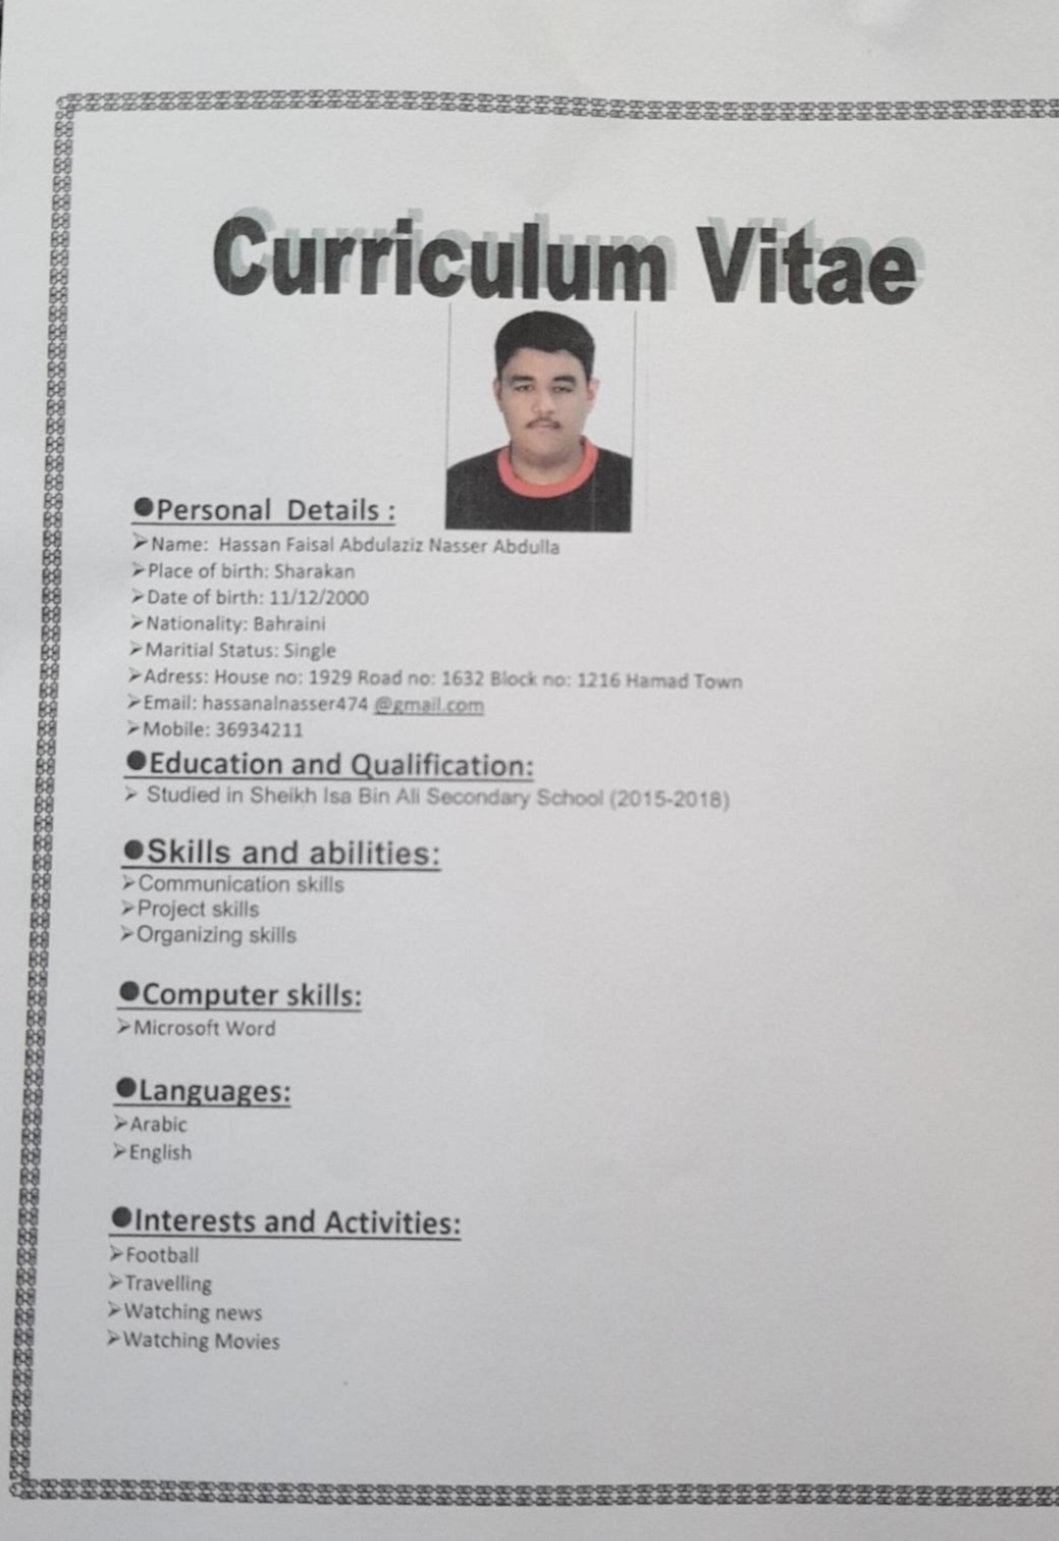 Curriculum Vitae
●Personal Details :
➢Name: Hassan Faisal Abdulaziz Nasser Abdulla
➢Place of birth: Sharakan
➢Date of birth: 11/12/2000
➢Nationality: Bahraini
➢Maritial Status: Single
➢Adress: House no: 1929 Road no: 1632 Block no: 1216 Hamad Town
➢Email: hassanalnasser474 @gmail.com
➢Mobile: 36934211
●Education and Qualification:
➢ Studied in Sheikh Isa Bin Ali Secondary School (2015-2018)
●Skills and abilities:
➢Communication skills
➢Project skills
➢Organizing skills
●Computer skills:
➢Microsoft Word
●Languages:
➢Arabic
➢English
●Interests and Activities:
➢Football
➢Travelling
➢Watching news
➢Watching Movies